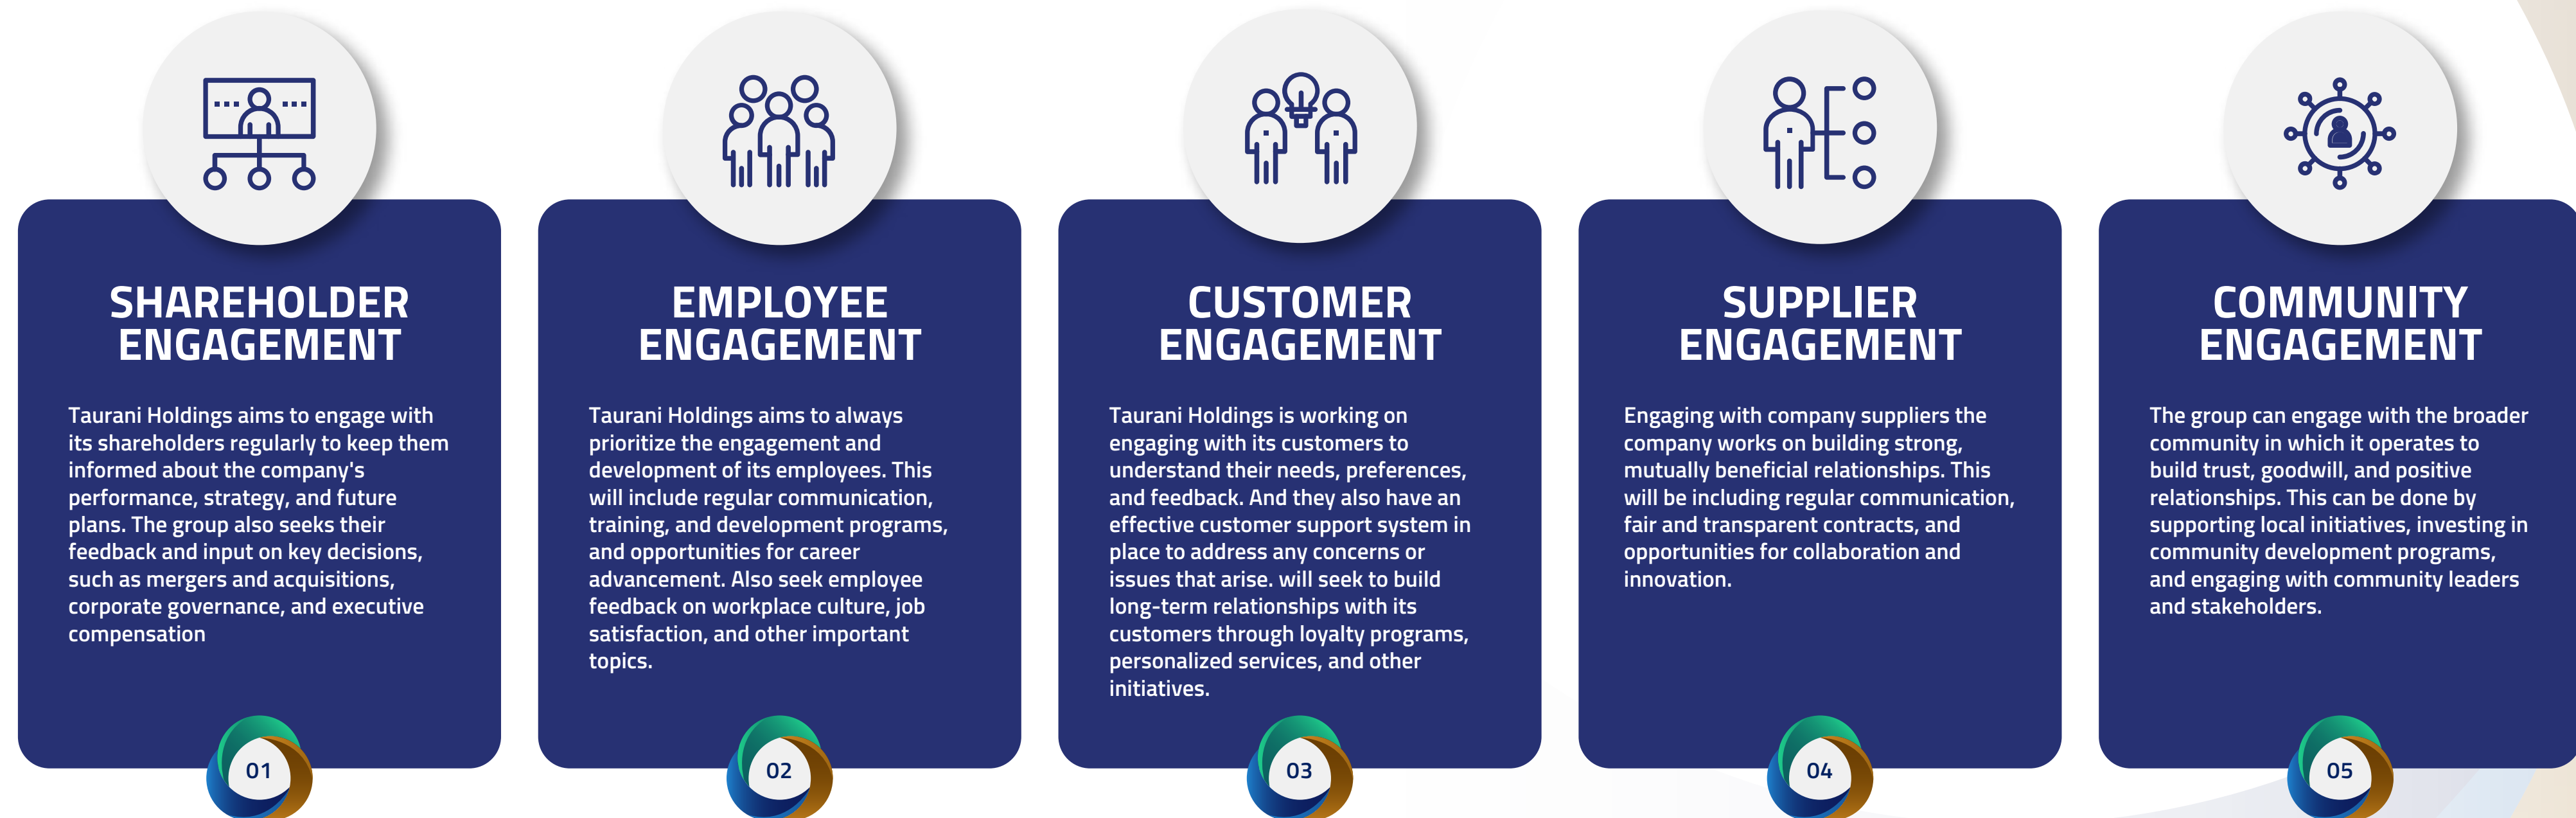 SHAREHOLDER
ENGAGEMENT
Taurani Holdings aims to engage with
its shareholders regularly to keep them
informed about the company's
performance, strategy, and future
plans. The group also seeks their
feedback and input on key decisions,
such as mergers and acquisitions,
corporate governance, and executive
compensation
01
EMPLOYEE
ENGAGEMENT
Taurani Holdings aims to always
prioritize the engagement and
development of its employees. This
will include regular communication,
training, and development programs,
and opportunities for career
advancement. Also seek employee
feedback on workplace culture, job
satisfaction, and other important
topics.
02
CUSTOMER
ENGAGEMENT
Taurani Holdings is working on
engaging with its customers to
understand their needs, preferences,
and feedback. And they also have an
effective customer support system in
place to address any concerns or
issues that arise. will seek to build
long-term relationships with its
customers through loyalty programs,
personalized services, and other
initiatives.
03
SUPPLIER
ENGAGEMENT
Engaging with company suppliers the
company works on building strong,
mutually beneficial relationships. This
will be including regular communication,
fair and transparent contracts, and
opportunities for collaboration and
innovation.
04
COMMUNITY
ENGAGEMENT
The group can engage with the broader
community in which it operates to
build trust, goodwill, and positive
relationships. This can be done by
supporting local initiatives, investing in
community development programs,
and engaging with community leaders
and stakeholders.
05